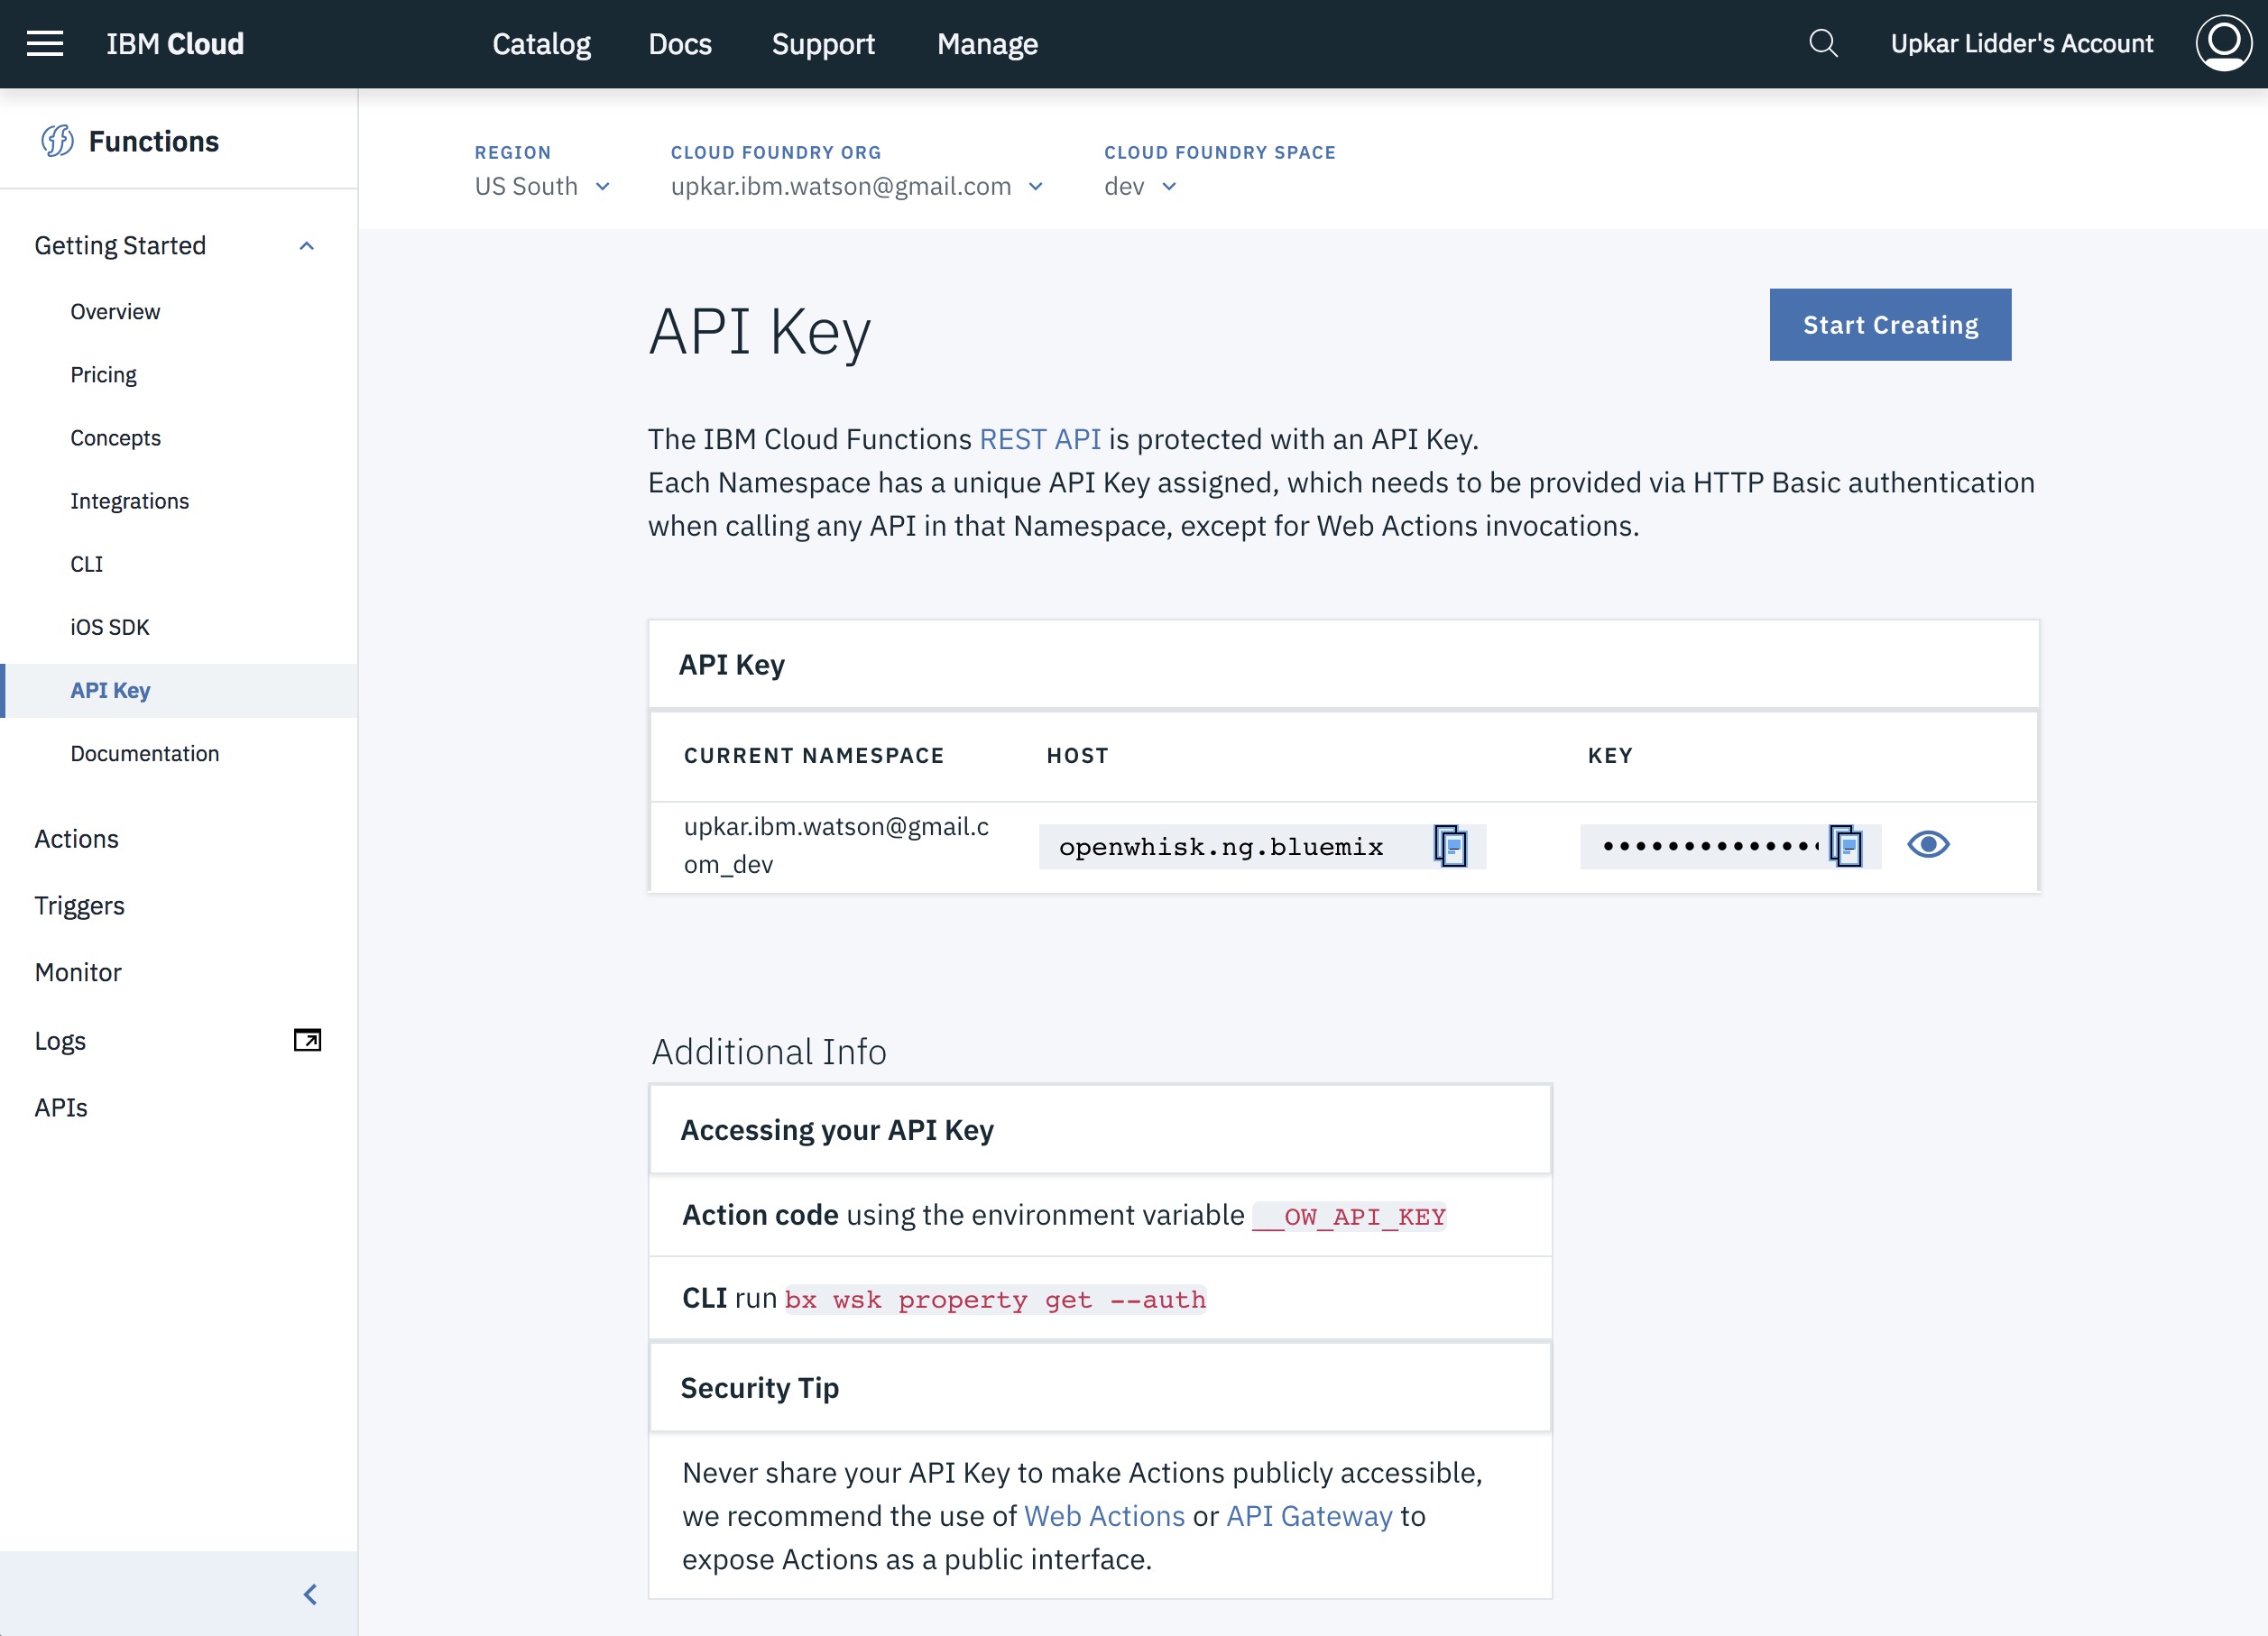 IBM Cloud
Catalog
Docs
Support
Manage
Upkar Lidder's Account
Functions
Getting Started
Overview
Pricing
Concepts
Integrations
CLI
iOS SDK
API Key
Documentation
Actions
Triggers
Monitor
Logs
APIs
REGION
US South
CLOUD FOUNDRY ORG
upkar.ibm.watson@gmail.com
CLOUD FOUNDRY SPACE
dev
API Key
Start Creating
The IBM Cloud Functions REST API is protected with an API Key.
Each Namespace has a unique API Key assigned, which needs to be provided via HTTP Basic authentication
when calling any API in that Namespace, except for Web Actions invocations.
API Key
CURRENT NAMESPACE
HOST
KEY
upkar.ibm.watson@gmail.c
om_dev
openwhisk.ng.bluemix
Additional Info
Accessing your API Key
Action code using the environment variable __OW_API_KEY
CLI run bx wsk property get --auth
Security Tip
Never share your API Key to make Actions publicly accessible,
we recommend the use of Web Actions or API Gateway to
expose Actions as a public interface.